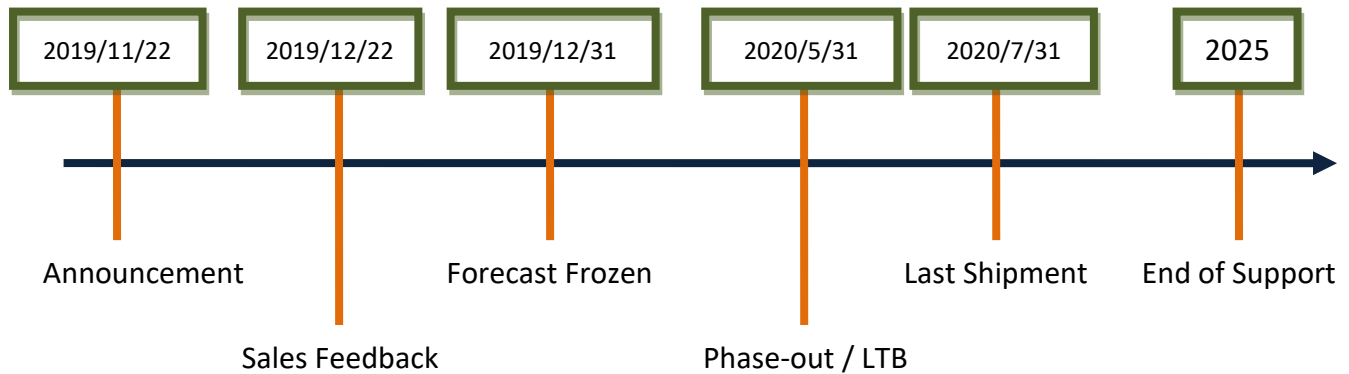 2019/11/22
2019/12/22
2019/12/31
2020/5/31
2020/7/31
2025
Announcement
Forecast Frozen
Last Shipment
End of Support
Sales Feedback
Phase-out / LTB